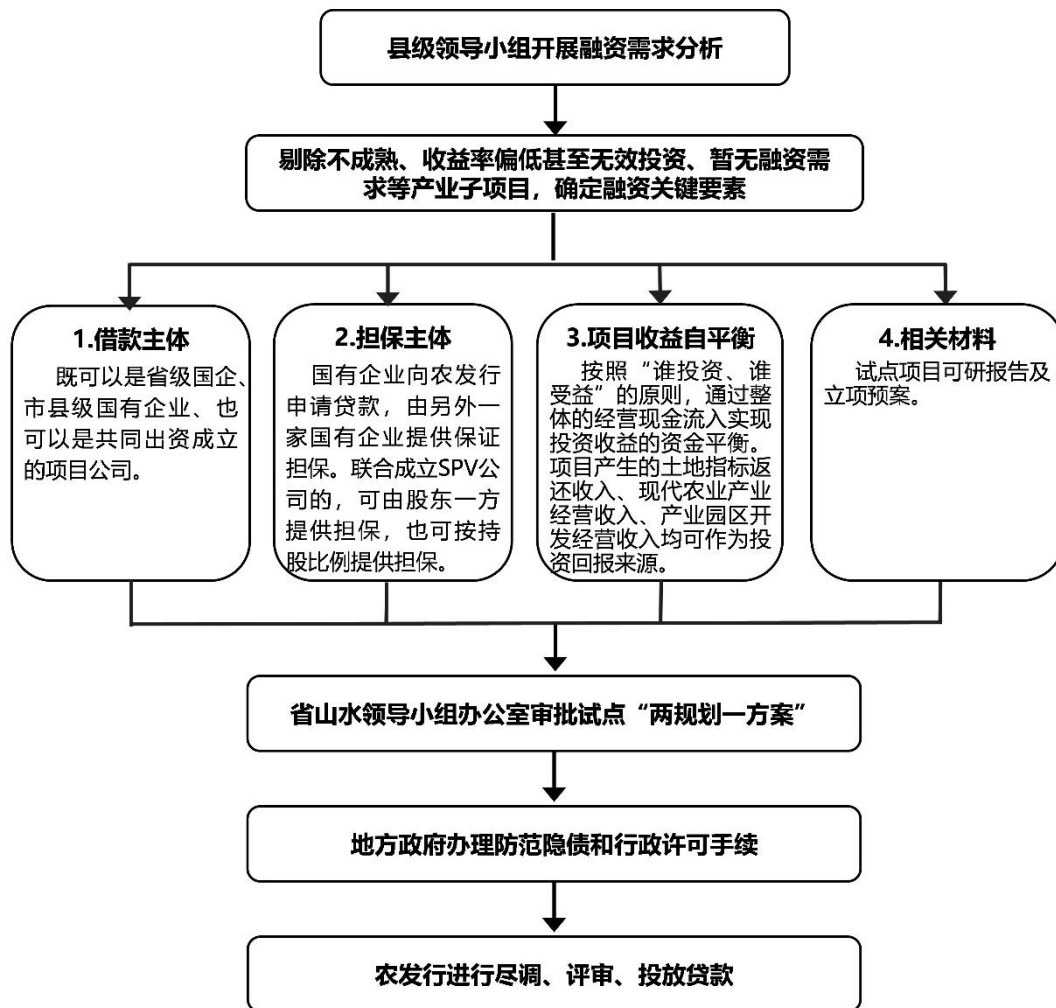 县级领导小组开展融资需求分析
剔除不成熟、收益率偏低甚至无效投资、暂无融资需
求等产业子项目，确定融资关键要素
1.借款主体
既可以是省级国企、
市县级国有企业、也
可以是共同出资成立
的项目公司。
2.担保主体
国有企业向农发行
申请贷款，由另外一
家国有企业提供保证
担保。联合成立SPV公
司的，可由股东一方
提供担保，也可按持
股比例提供担保。
3.项目收益自平衡
按照“谁投资、谁
受益”的原则，通过整
体的经营现金流入实现
投资收益的资金平衡。
项目产生的土地指标返
还收入、现代农业产业
经营收入、产业园区开
发经营收入均可作为投
资回报来源。
4.相关材料
试点项目可研报告及
立项预案。
省山水领导小组办公室审批试点“两规划一方案”
地方政府办理防范隐债和行政许可手续
农发行进行尽调、评审、投放贷款